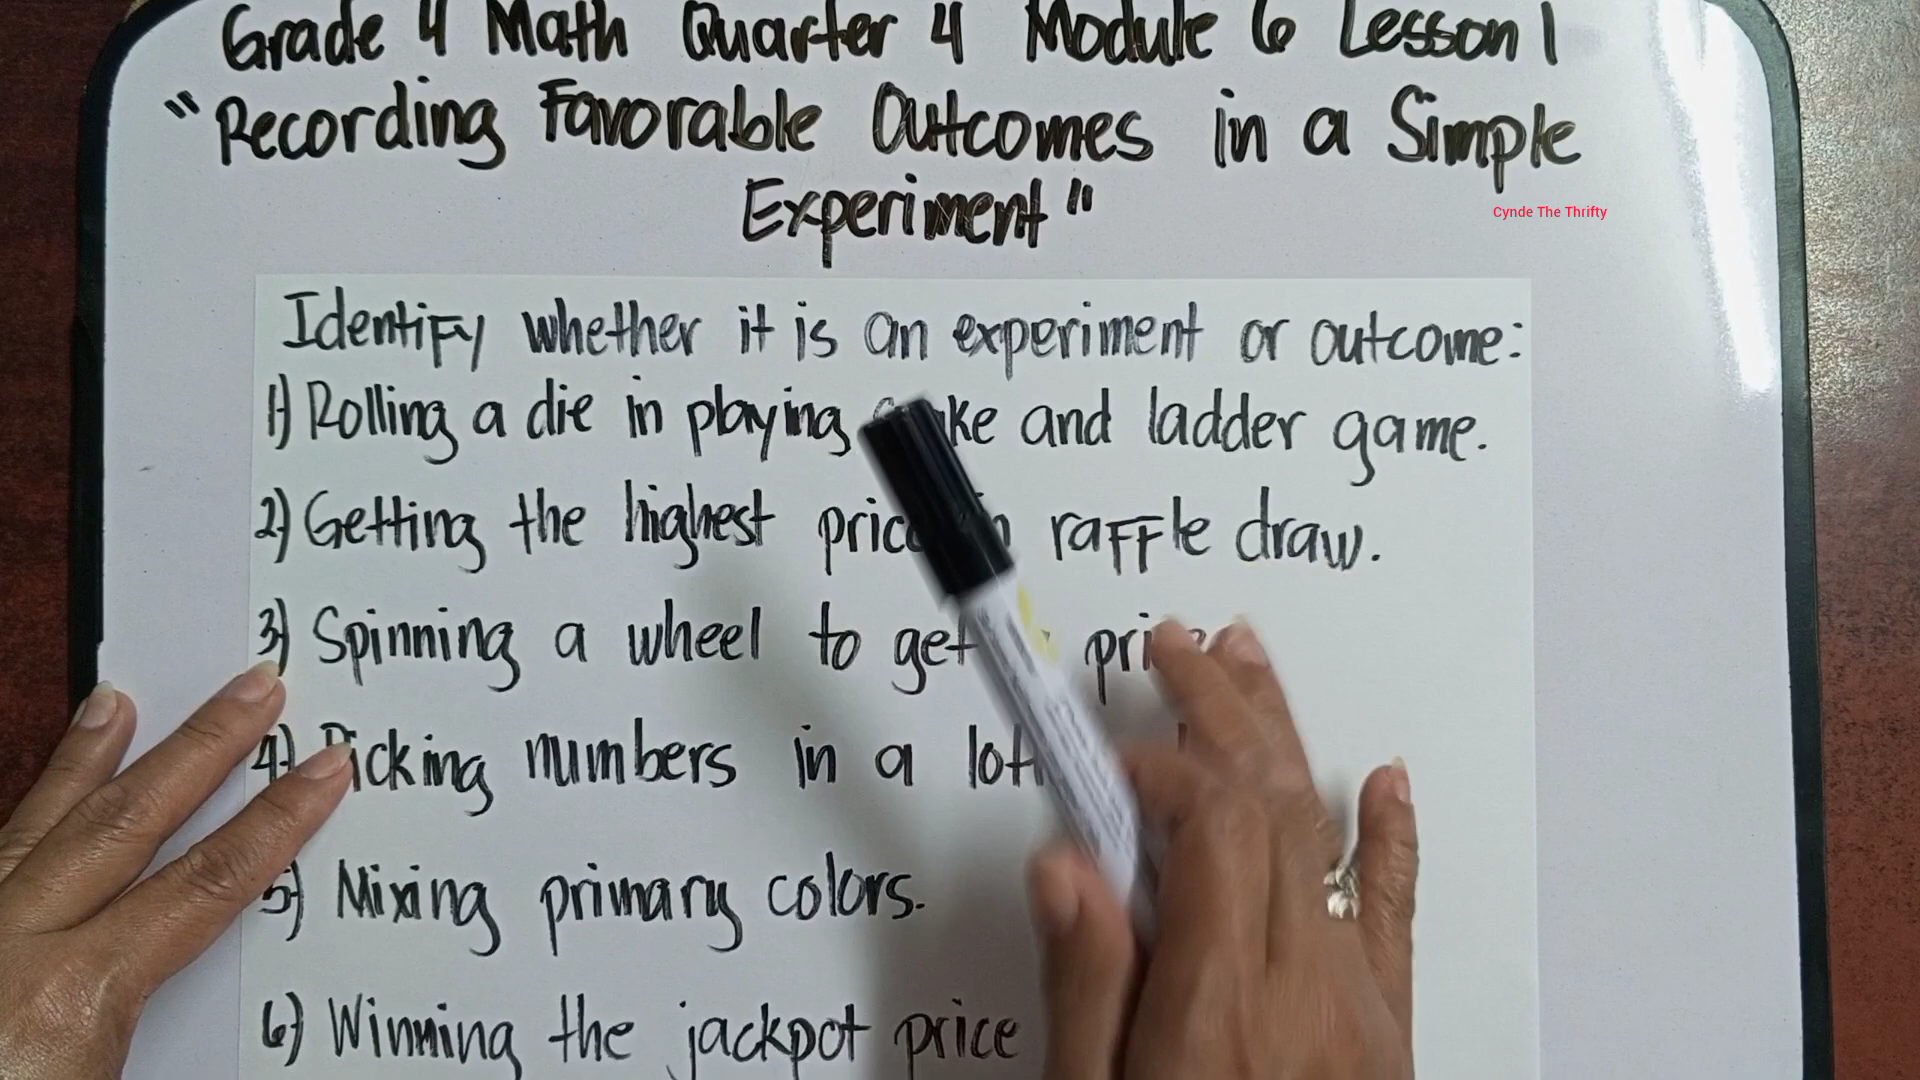 Grade 4 Math Quarter 4 Module 6 Lesson 1
"Recording Favorable Outcomes in a Simple
Experiment"
Cynde The Thrifty
Identify whether it is an experiment or outcome:
1) Rolling a die in playing and ladder game.
2) Getting the highest raffle draw.
3) Spinning a wheel to get
4) Picking numbers in a
5) Mixing primary colors.
6) Winning the jackpot price